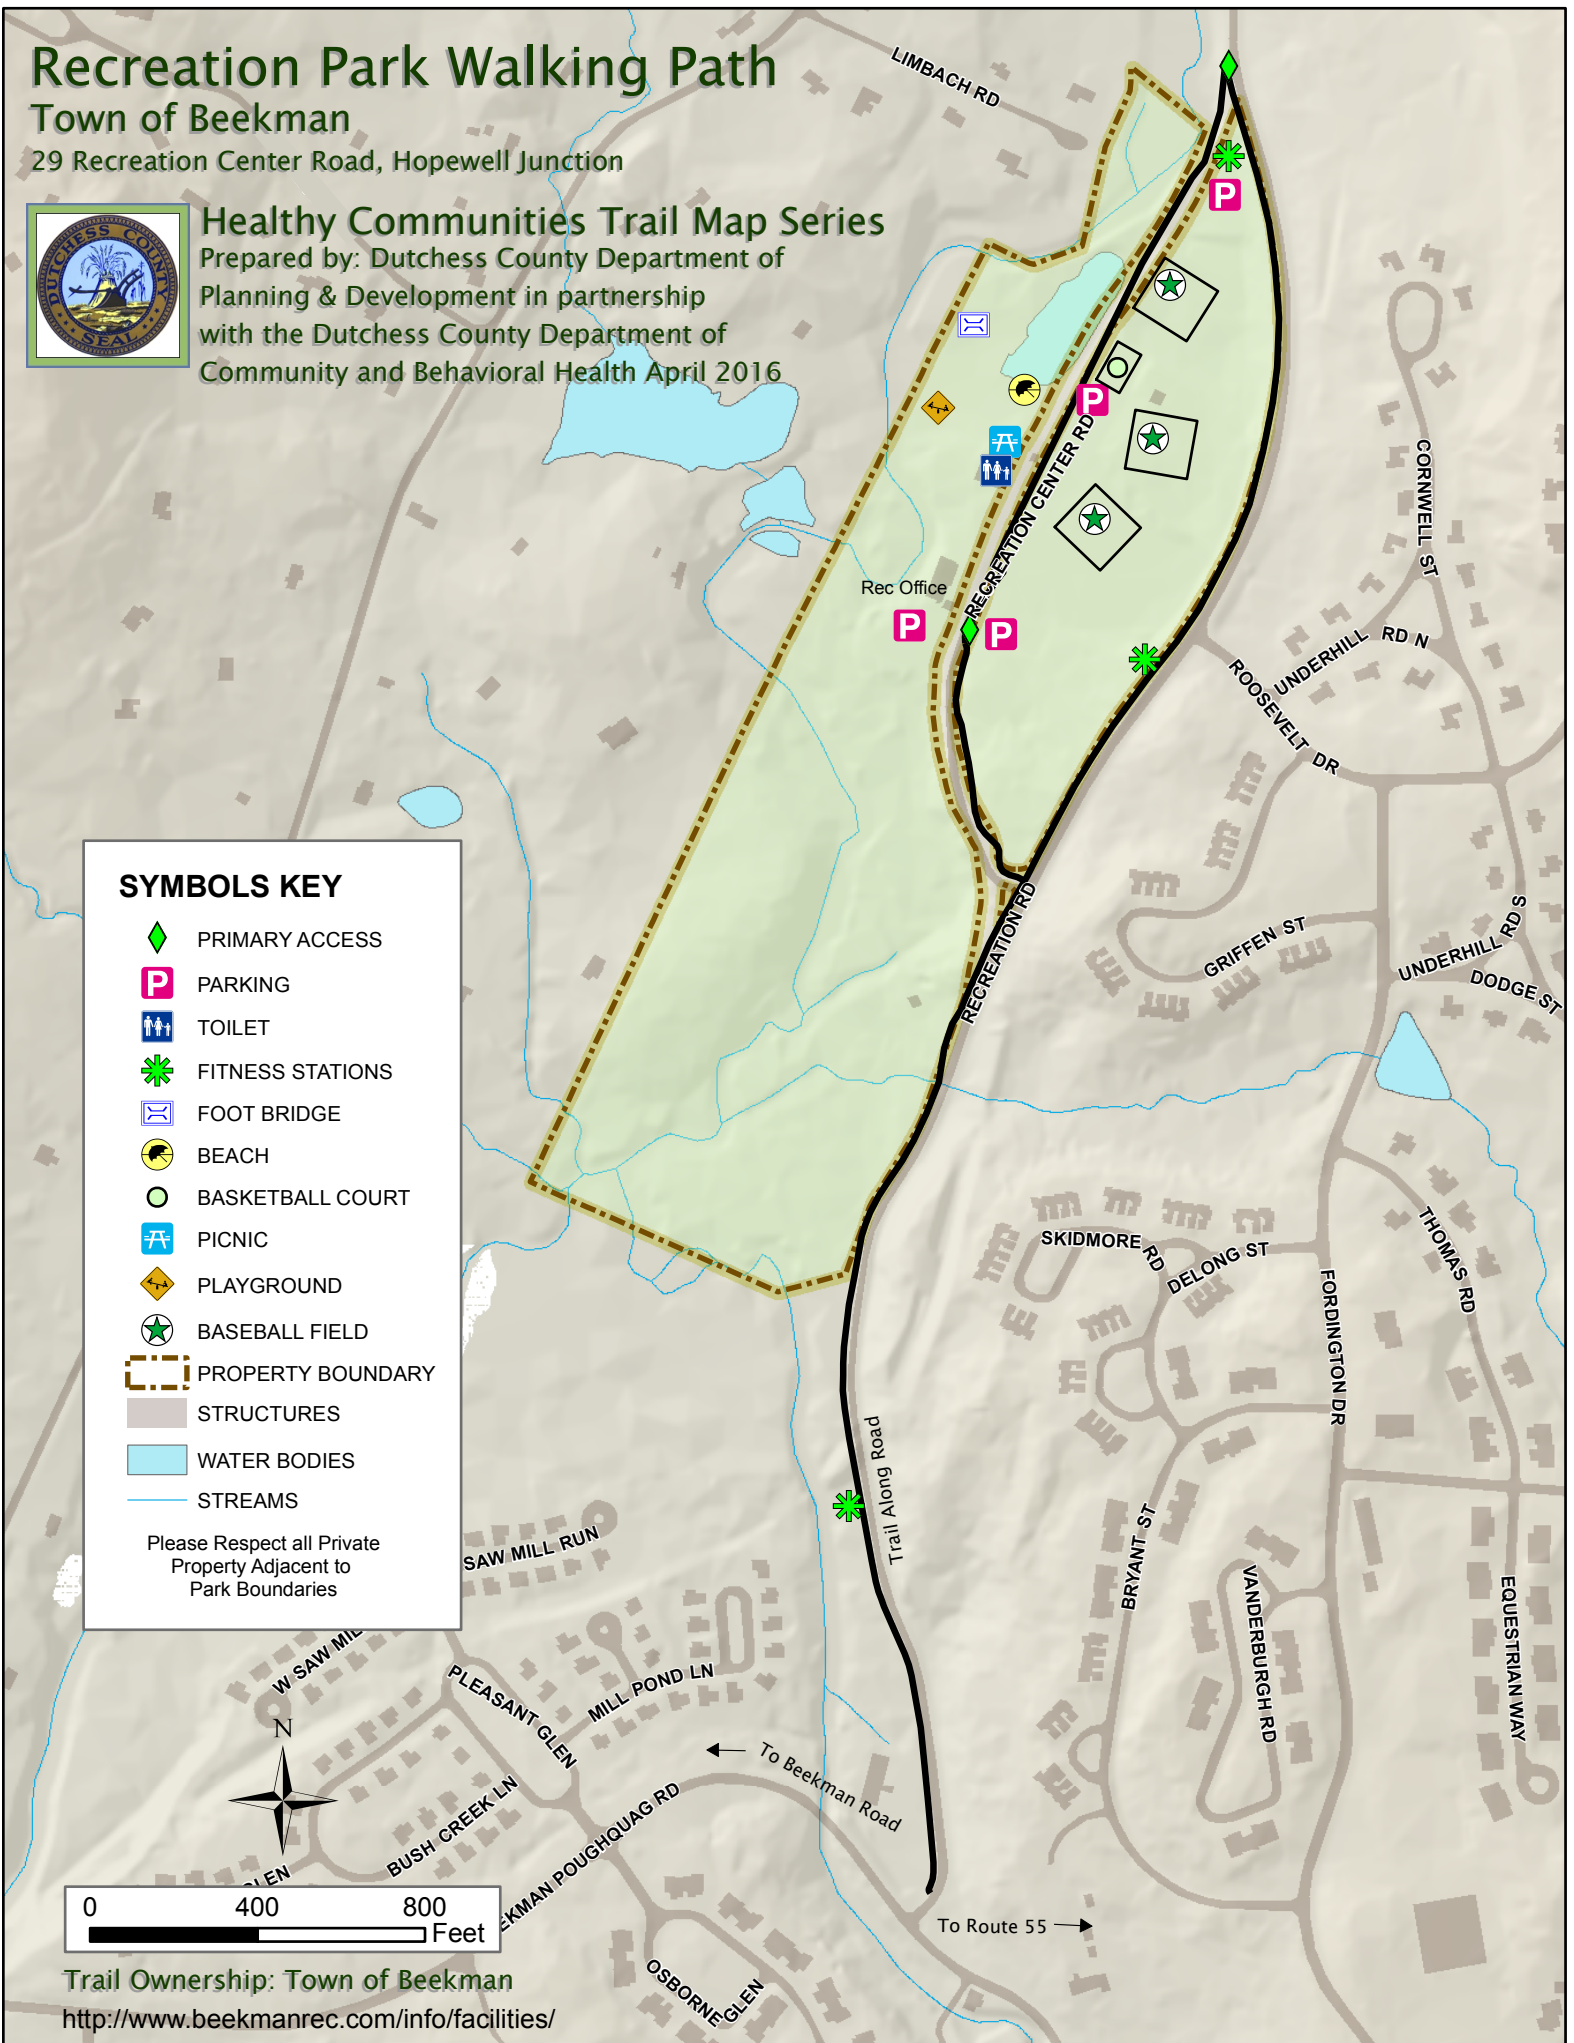 Recreation Park Walking Path
Town of Beekman
29 Recreation Center Road, Hopewell Junction
DUTCHESS COUNTY
SEAL
Healthy Communities Trail Map Series
Prepared by: Dutchess County Department of
Planning & Development in partnership
with the Dutchess County Department of
Community and Behavioral Health April 2016
LIMBACH RD
P
P
RECREATION CENTER RD
CORNWELL ST
Rec Office
P
P
UNDERHILL RD N
ROOSEVELT DR
RECREATION RD
GRIFFEN ST
UNDERHILL RD S
DODGE ST
SYMBOLS KEY
PRIMARY ACCESS
P PARKING
TOILET
FITNESS STATIONS
FOOT BRIDGE
BEACH
BASKETBALL COURT
PICNIC
PLAYGROUND
BASEBALL FIELD
PROPERTY BOUNDARY
STRUCTURES
WATER BODIES
STREAMS
Please Respect all Private
Property Adjacent to
Park Boundaries
SKIDMORE RD
DELONG ST
THOMAS RD
FORDINGTON DR
Trail Along Road
SAW MILL RUN
BRYANT ST
VANDERBURGH RD
EQUESTRIAN WAY
W SAW MIL
PLEASANT GLEN
MILL POND LN
N
To Beekman Road
BUSH CREEK LN
EKMAN POUGHQUAG RD
GLEN
To Route 55
OSBORNE GLEN
0 400 800
Feet
Trail Ownership: Town of Beekman
http://www.beekmanrec.com/info/facilities/